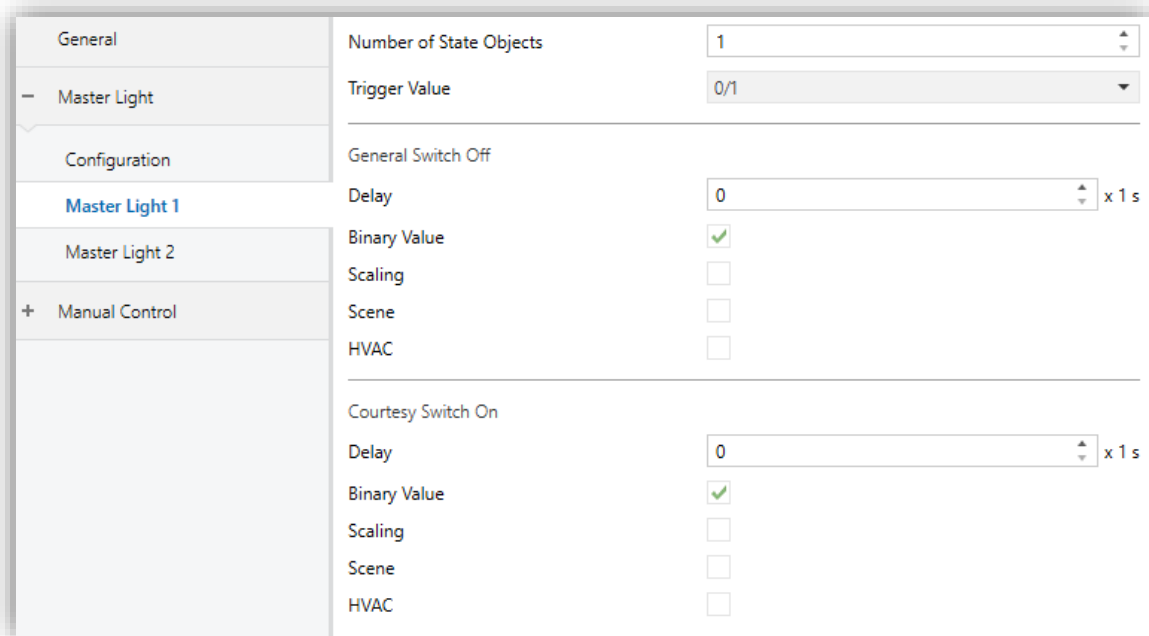 General
Master Light
Configuration
Master Light 1
Master Light 2
Manual Control
Number of State Objects 1
Trigger Value 0/1
General Switch Off
Delay 0 x 1 s
Binary Value
Scaling
Scene
HVAC
Courtesy Switch On
Delay 0 x 1 s
Binary Value
Scaling
Scene
HVAC